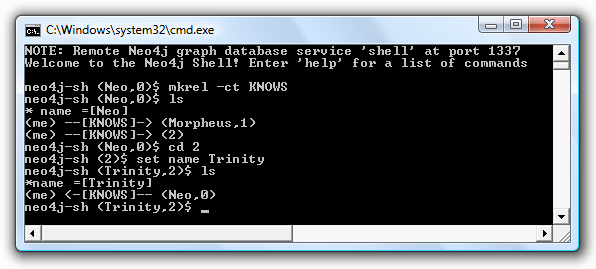 C:\Windows\system32\cmd.exe
NOTE: Remote Neo4j graph database service 'shell' at port 1337
Welcome to the Neo4j Shell! Enter 'help' for a list of commands
neo4j-sh (Neo,0)$ mkrel -ct KNOWS
neo4j-sh (Neo,0)$ ls
* name =[Neo]
(me) --[KNOWS]-> (Morpheus,1)
(me) --[KNOWS]-> (2)
neo4j-sh (Neo,0)$ cd 2
neo4j-sh (2)$ set name Trinity
neo4j-sh (Trinity,2)$ ls
*name =[Trinity]
(me) <-[KNOWS]-- (Neo,0)
neo4j-sh (Trinity,2)$ _